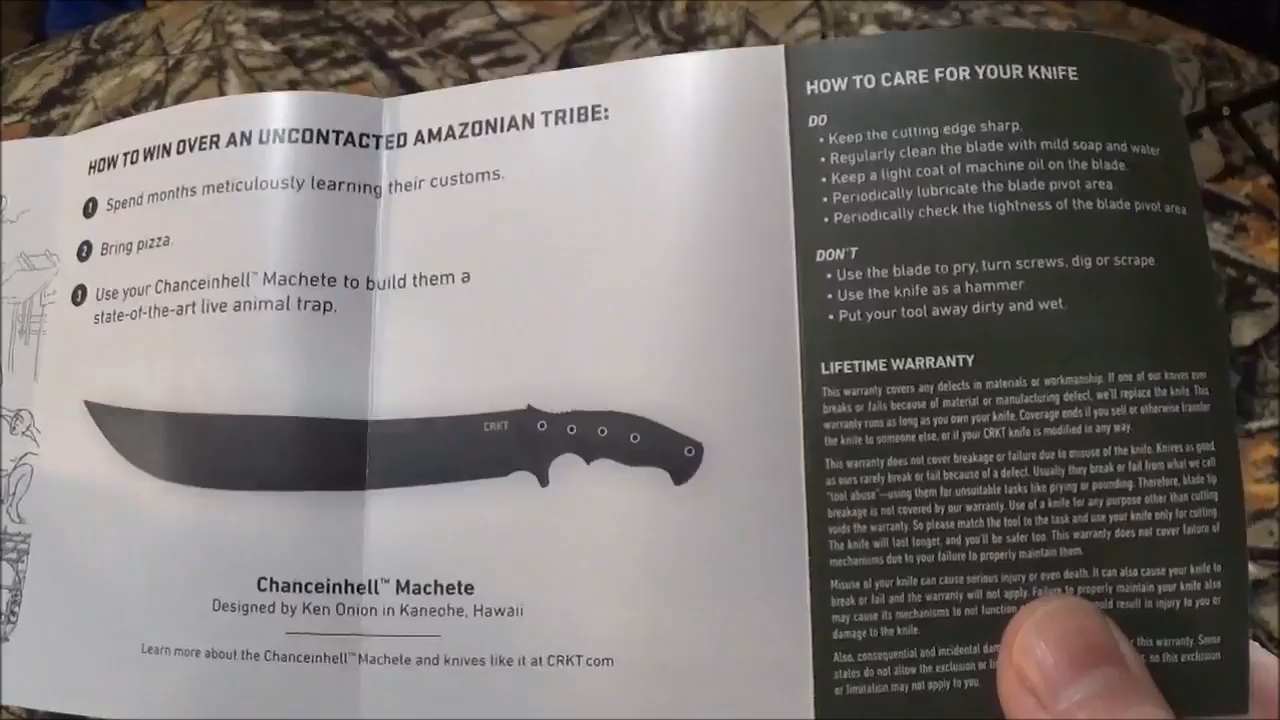 HOW TO WIN OVER AN UNCONTACTED AMAZONIAN TRIBE:
1 Spend months meticulously learning their customs.
2 Bring pizza.
3 Use your Chanceinhell™ Machete to build them a
state-of-the-art live animal trap.
CRKT
Chanceinhell™ Machete
Designed by Ken Onion in Kaneohe, Hawaii
Learn more about the Chanceinhell™ Machete and knives like it at CRKT.com
HOW TO CARE FOR YOUR KNIFE
DO
• Keep the cutting edge sharp.
• Regularly clean the blade with mild soap and water
• Keep a light coat of machine oil on the blade.
• Periodically lubricate the blade pivot area.
• Periodically check the tightness of the blade pivot area
DON'T
• Use the blade to pry, turn screws, dig or scrape.
• Use the knife as a hammer
• Put your tool away dirty and wet.
LIFETIME WARRANTY
This warranty covers any defects in materials or workmanship. If one of our knives ever
breaks or fails because of material or manufacturing defect, we'll replace the knife. This
warranty runs as long as you own your knife. Coverage ends if you sell or otherwise transfer
the knife to someone else, or if your CRKT knife is modified in any way.
This warranty does not cover breakage or failure due to misuse of the knife. Knives as good
as ours rarely break or fail because of a defect. Usually they break or fail from what we call
"tool abuse"—using them for unsuitable tasks like prying or pounding. Therefore, blade tip
breakage is not covered by our warranty. Use of a knife for any purpose other than cutting
voids the warranty. So please match the tool to the task and use your knife only for cutting.
The knife will last longer, and you'll be safer too. This warranty does not cover failure of
mechanisms due to your failure to properly maintain them.
Misuse of your knife can cause serious injury or even death. It can also cause your knife to
break or fail and the warranty will not apply. Failure to properly maintain your knife also
may cause its mechanisms to not function result in injury to you or
damage to the knife.
Also, consequential and incidental this warranty. Some
states do not allow the exclusion or so this exclusion
or limitation may not apply to you.